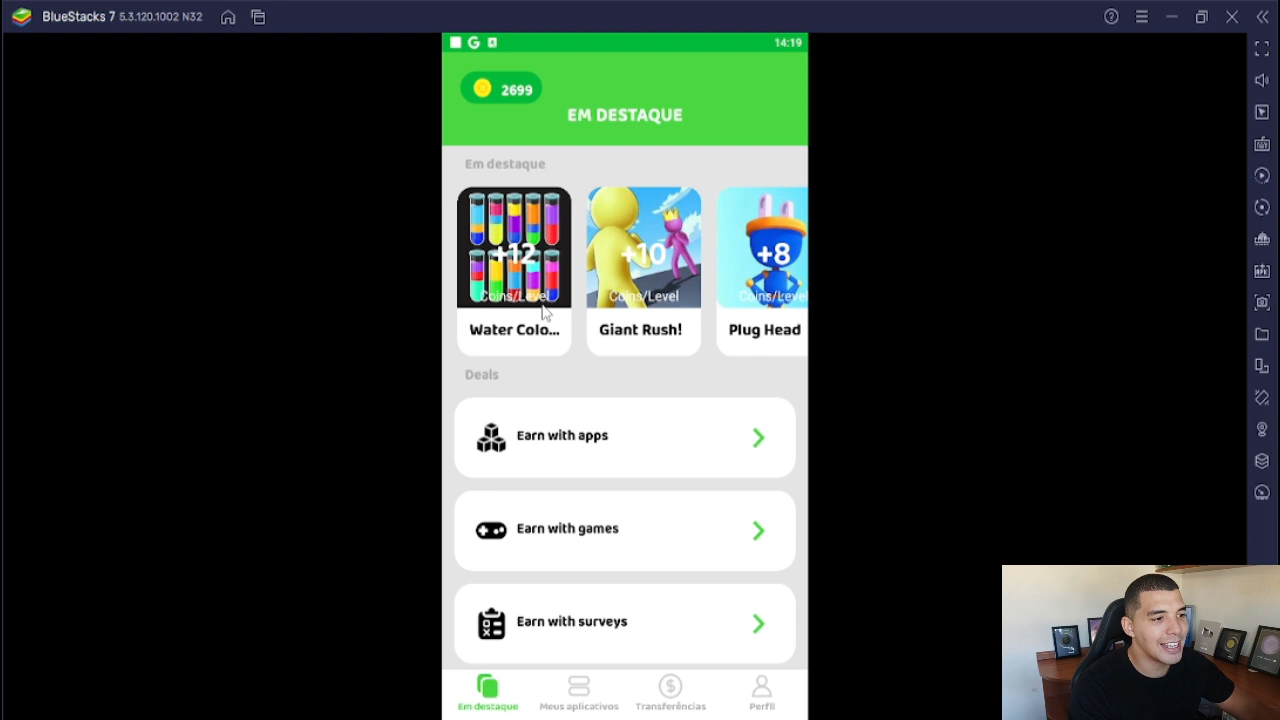 BlueStacks 7 5.3.120.1002 N32
14:19
2699
EM DESTAQUE
Em destaque
+12
Coins/Level
Water Colo...
+10
Coins/Level
Giant Rush!
+8
Coins/Level
Plug Head
Deals
Earn with apps
Earn with games
Earn with surveys
Em destaque
Meus aplicativos
Transferências
Perfil